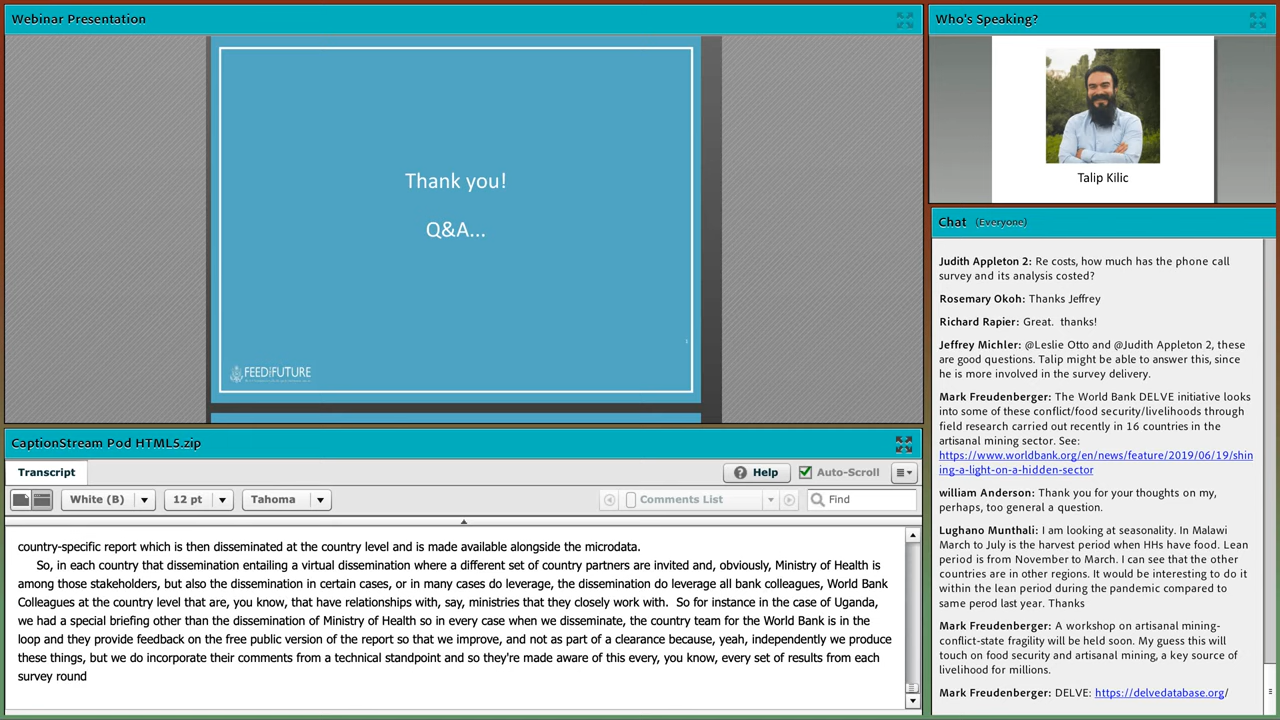 Webinar Presentation
Thank you!
Q&A...
FEED THE FUTURE
Who's Speaking?
Talip Kilic
CaptionStream Pod HTML5.zip
Transcript
Help
Auto-Scroll
White (B)
12 pt
Tahoma
Comments List
Find
country-specific report which is then disseminated at the country level and is made available alongside the microdata.
So, in each country that dissemination entailing a virtual dissemination where a different set of country partners are invited and, obviously, Ministry of Health is
among those stakeholders, but also the dissemination in certain cases, or in many cases do leverage, the dissemination do leverage all bank colleagues, World Bank
Colleagues at the country level that are, you know, that have relationships with, say, ministries that they closely work with.  So for instance in the case of Uganda,
we had a special briefing other than the dissemination of Ministry of Health so in every case when we disseminate, the country team for the World Bank is in the
loop and they provide feedback on the free public version of the report so that we improve, and not as part of a clearance because, yeah, independently we produce
these things, but we do incorporate their comments from a technical standpoint and so they're made aware of this every, you know, every set of results from each
survey round
Chat (Everyone)
Judith Appleton 2: Re costs, how much has the phone call
survey and its analysis costed?
Rosemary Okoh: Thanks Jeffrey
Richard Rapier: Great.  thanks!
Jeffrey Michler: @Leslie Otto and @Judith Appleton 2, these
are good questions. Talip might be able to answer this, since
he is more involved in the survey delivery.
Mark Freudenberger: The World Bank DELVE initiative looks
into some of these conflict/food security/livelihoods through
field research carried out recently in 16 countries in the
artisanal mining sector. See:
https://www.worldbank.org/en/news/feature/2019/06/19/shin
ing-a-light-on-a-hidden-sector
william Anderson: Thank you for your thoughts on my,
perhaps, too general a question.
Lughano Munthali: I am looking at seasonality. In Malawi
March to July is the harvest period when HHs have food. Lean
period is from November to March. I can see that the other
countries are in other regions. It would be interesting to do it
within the lean period during the pandemic compared to
same perod last year. Thanks
Mark Freudenberger: A workshop on artisanal mining-
conflict-state fragility will be held soon. My guess this will
touch on food security and artisanal mining, a key source of
livelihood for millions.
Mark Freudenberger: DELVE: https://delvedatabase.org/